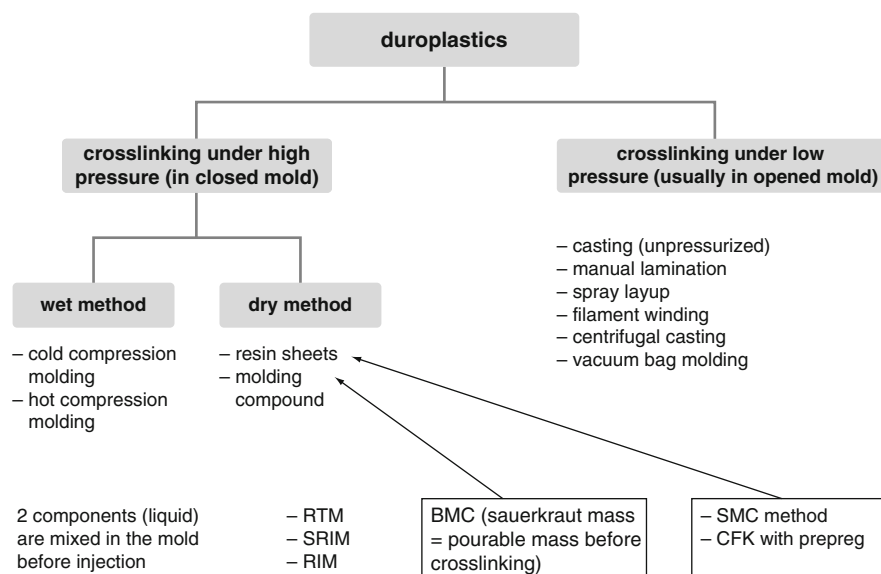 duroplastics
crosslinking under high
pressure (in closed mold)
crosslinking under low
pressure (usually in opened mold)
wet method
dry method
– cold compression
molding
– hot compression
molding
– resin sheets
– molding
compound
– casting (unpressurized)
– manual lamination
– spray layup
– filament winding
– centrifugal casting
– vacuum bag molding
2 components (liquid)
are mixed in the mold
before injection
– RTM
– SRIM
– RIM
BMC (sauerkraut mass
= pourable mass before
crosslinking)
– SMC method
– CFK with prepreg